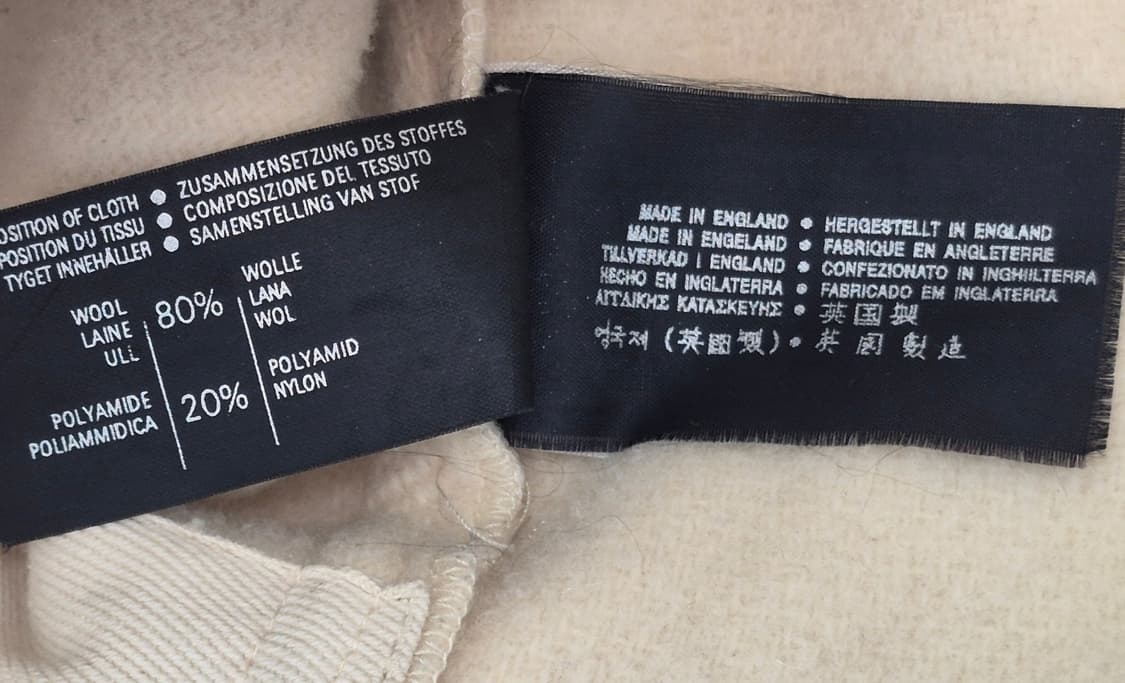 OSITION OF CLOTH ● ZUSAMMENSETZUNG DES STOFFES
POSITION DU TISSU ● COMPOSIZIONE DEL TESSUTO
TYGET INNEHÅLLER ● SAMENSTELLING VAN STOF
WOOL 80% WOLLE
LAINE LANA
ULL WOL
POLYAMIDE 20% POLYAMID
POLIAMMIDICA NYLON
MADE IN ENGLAND ● HERGESTELLT IN ENGLAND
MADE IN ENGELAND ● FABRIQUE EN ANGLETERRE
TILLVERKAD I ENGLAND ● CONFEZIONATO IN INGHIILTERRA
HECHO EN INGLATERRA ● FABRICADO EM INGLATERRA
ΑΓΓΛΙΚΗΣ ΚΑΤΑΣΚΕΥΗΣ ● 英国製
영국제 (英國製) ● 英國製造